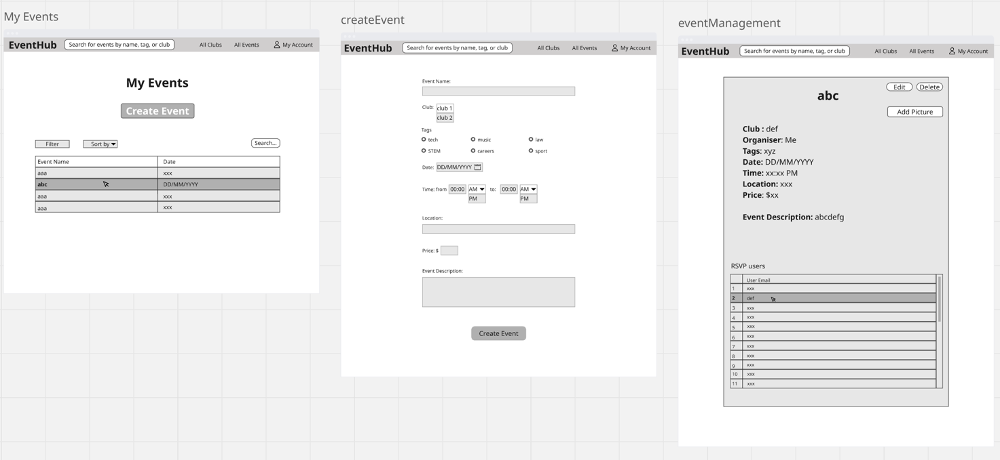 My Events
EventHub
Search for events by name, tag, or club
All Clubs
All Events
My Account
My Events
Create Event
Filter
Sort by
Search...
Event Name Date
aaa xxx
abc DD/MM/YYYY
aaa xxx
aaa xxx
createEvent
EventHub
Search for events by name, tag, or club
All Clubs
All Events
My Account
Event Name:
Club: club 1
club 2
Tags
tech music law
STEM careers sport
Date: DD/MM/YYYY
Time: from 00:00 AM to: 00:00 AM
PM PM
Location:
Price: $
Event Description:
Create Event
eventManagement
EventHub
Search for events by name, tag, or club
All Clubs
All Events
My Account
Edit
Delete
abc
Add Picture
Club : def
Organiser: Me
Tags: xyz
Date: DD/MM/YYYY
Time: xx:xx PM
Location: xxx
Price: $xx
Event Description: abcdefg
RSVP users
User Email
1 xxx
2 def
3 xxx
4 xxx
5 xxx
6 xxx
7 xxx
8 xxx
9 xxx
10 xxx
11 xxx